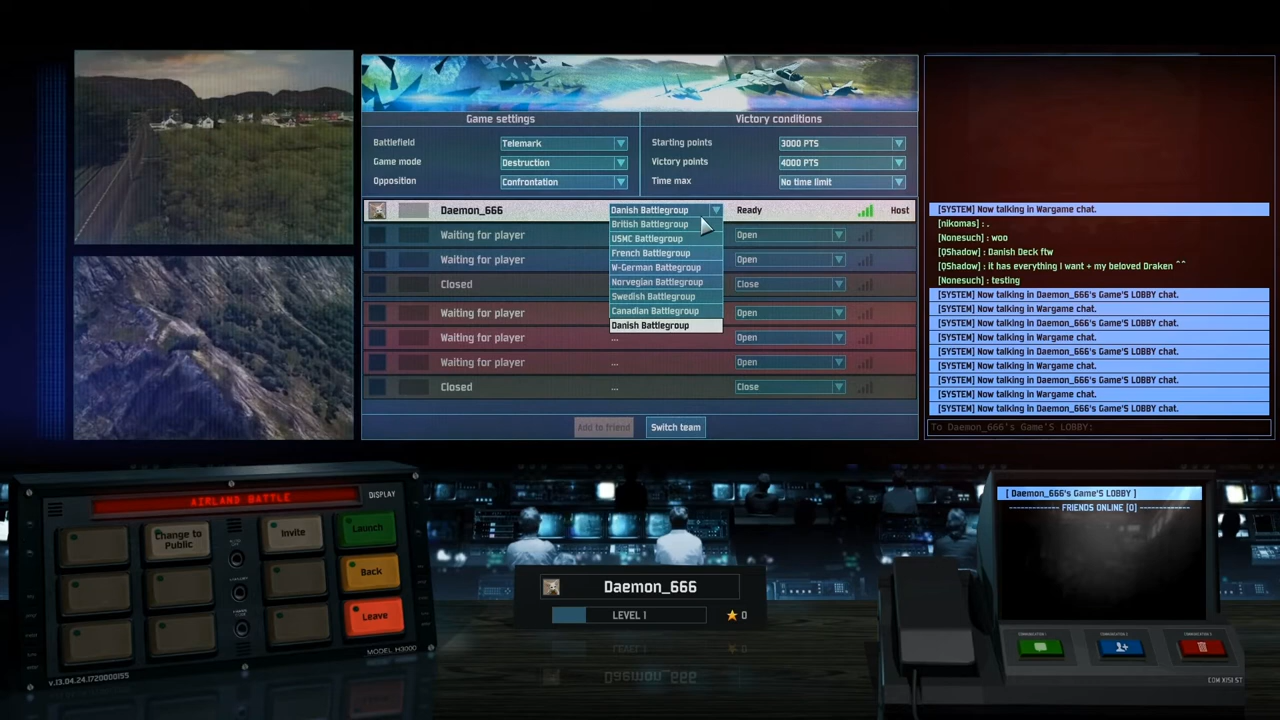 Game settings
Victory conditions
Battlefield
Telemark
Starting points
3000 PTS
Game mode
Destruction
Victory points
4000 PTS
Opposition
Confrontation
Time max
No time limit
Daemon_666
Danish Battlegroup
Ready
Host
British Battlegroup
Waiting for player
USMC Battlegroup
Open
French Battlegroup
Waiting for player
Open
W-German Battlegroup
Norwegian Battlegroup
Closed
Close
Swedish Battlegroup
Canadian Battlegroup
Waiting for player
Open
Danish Battlegroup
Waiting for player
...
Open
Waiting for player
...
Open
Closed
...
Close
Add to friend
Switch team
[SYSTEM] Now talking in Wargame chat.
[nikomas] : .
[Nonesuch] : woo
[0Shadow] : Danish Deck ftw
[0Shadow] : it has everything I want + my beloved Draken ^^
[Nonesuch] : testing
[SYSTEM] Now talking in Daemon_666's Game'S LOBBY chat.
[SYSTEM] Now talking in Wargame chat.
[SYSTEM] Now talking in Daemon_666's Game'S LOBBY chat.
[SYSTEM] Now talking in Wargame chat.
[SYSTEM] Now talking in Daemon_666's Game'S LOBBY chat.
[SYSTEM] Now talking in Wargame chat.
[SYSTEM] Now talking in Daemon_666's Game'S LOBBY chat.
[SYSTEM] Now talking in Wargame chat.
[SYSTEM] Now talking in Daemon_666's Game'S LOBBY chat.
To Daemon_666's Game'S LOBBY:
AIRLAND BATTLE
DISPLAY
Change to
Public
Invite
Launch
Back
Leave
MODEL H3000
v.13.04.24.1720000155
Daemon_666
LEVEL 1
0
[ Daemon_666's Game'S LOBBY ]
------------ FRIENDS ONLINE [0] ------------
COM XISI ST